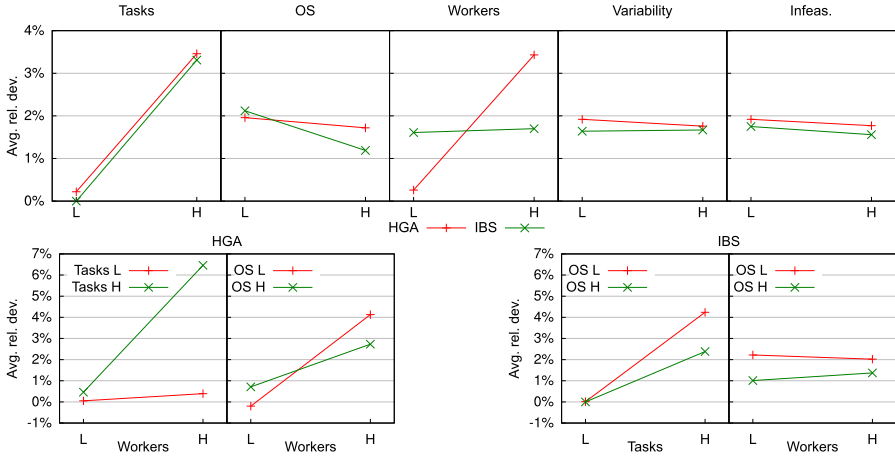 Tasks OS Workers Variability Infeas.
4%
3%
2%
1%
0%
Avg. rel. dev.
L H L H L H L H L H
HGA IBS
HGA
7%
6%
5%
4%
3%
2%
1%
0%
-1%
Avg. rel. dev.
Tasks L
Tasks H
OS L
OS H
L H L H
Workers Workers
IBS
7%
6%
5%
4%
3%
2%
1%
0%
-1%
Avg. rel. dev.
OS L
OS H
OS L
OS H
L H L H
Tasks Workers